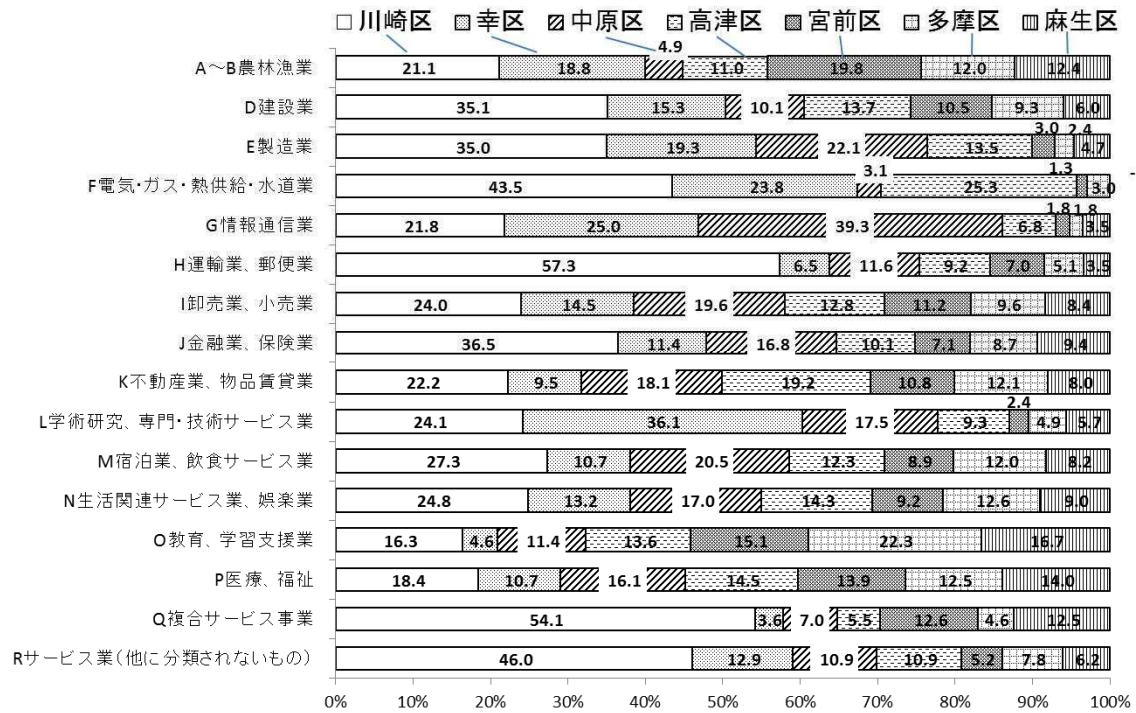 □ 川崎区 幸区 中原区 高津区 宮前区 多摩区 麻生区
A～B農林漁業 21.1 18.8 4.9 11.0 19.8 12.0 12.4
D建設業 35.1 15.3 10.1 13.7 10.5 9.3 6.0
E製造業 35.0 19.3 22.1 13.5 3.0 2.4 4.7
F電気・ガス・熱供給・水道業 43.5 23.8 3.1 25.3 1.3 3.0 -
G情報通信業 21.8 25.0 39.3 6.8 1.8 1.8 3.5
H運輸業、郵便業 57.3 6.5 11.6 9.2 7.0 5.1 3.5
I卸売業、小売業 24.0 14.5 19.6 12.8 11.2 9.6 8.4
J金融業、保険業 36.5 11.4 16.8 10.1 7.1 8.7 9.4
K不動産業、物品賃貸業 22.2 9.5 18.1 19.2 10.8 12.1 8.0
L学術研究、専門・技術サービス業 24.1 36.1 17.5 9.3 2.4 4.9 5.7
M宿泊業、飲食サービス業 27.3 10.7 20.5 12.3 8.9 12.0 8.2
N生活関連サービス業、娯楽業 24.8 13.2 17.0 14.3 9.2 12.6 9.0
O教育、学習支援業 16.3 4.6 11.4 13.6 15.1 22.3 16.7
P医療、福祉 18.4 10.7 16.1 14.5 13.9 12.5 14.0
Q複合サービス事業 54.1 3.6 7.0 5.5 12.6 4.6 12.5
Rサービス業（他に分類されないもの） 46.0 12.9 10.9 10.9 5.2 7.8 6.2
0% 10% 20% 30% 40% 50% 60% 70% 80% 90% 100%